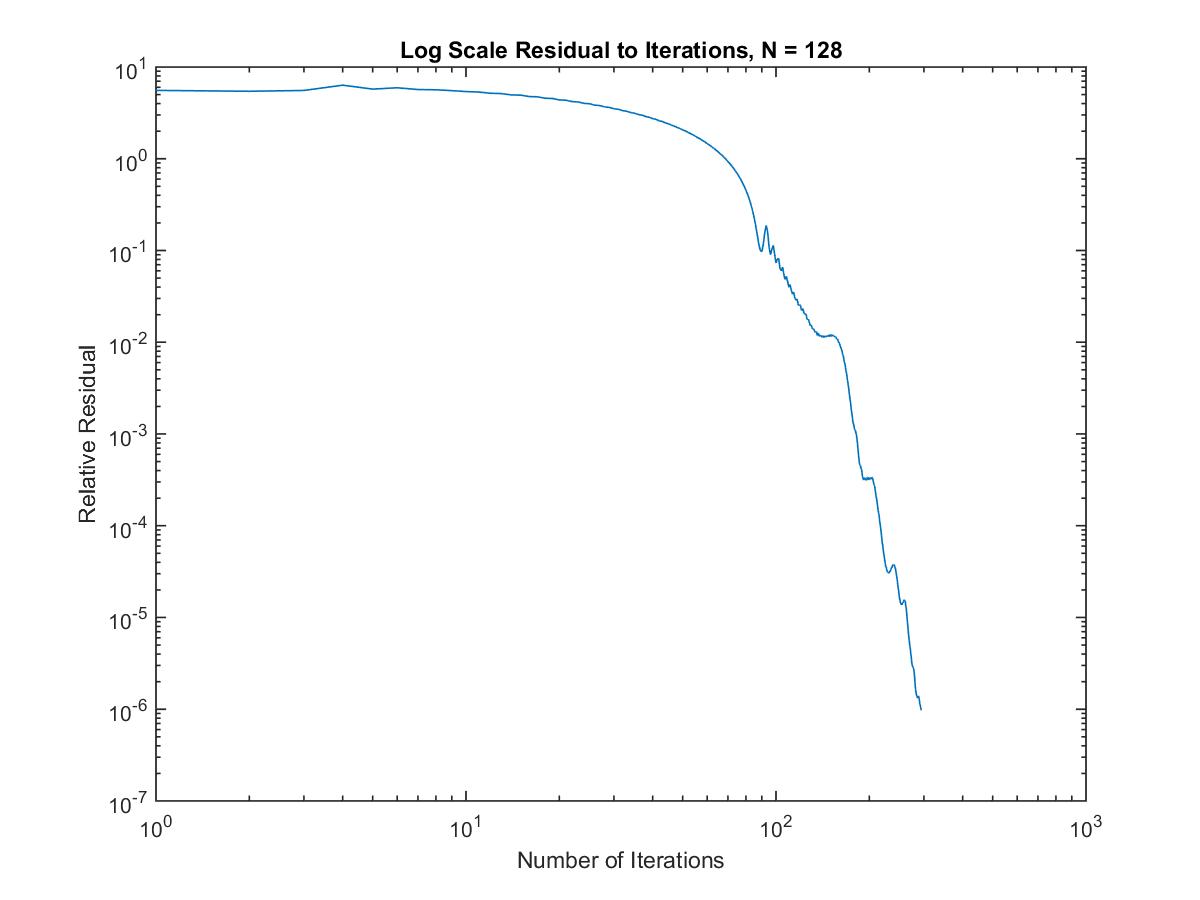 Log Scale Residual to Iterations, N = 128
10^1
10^0
10^-1
10^-2
10^-3
10^-4
10^-5
10^-6
10^-7
Relative Residual
10^0 10^1 10^2 10^3
Number of Iterations